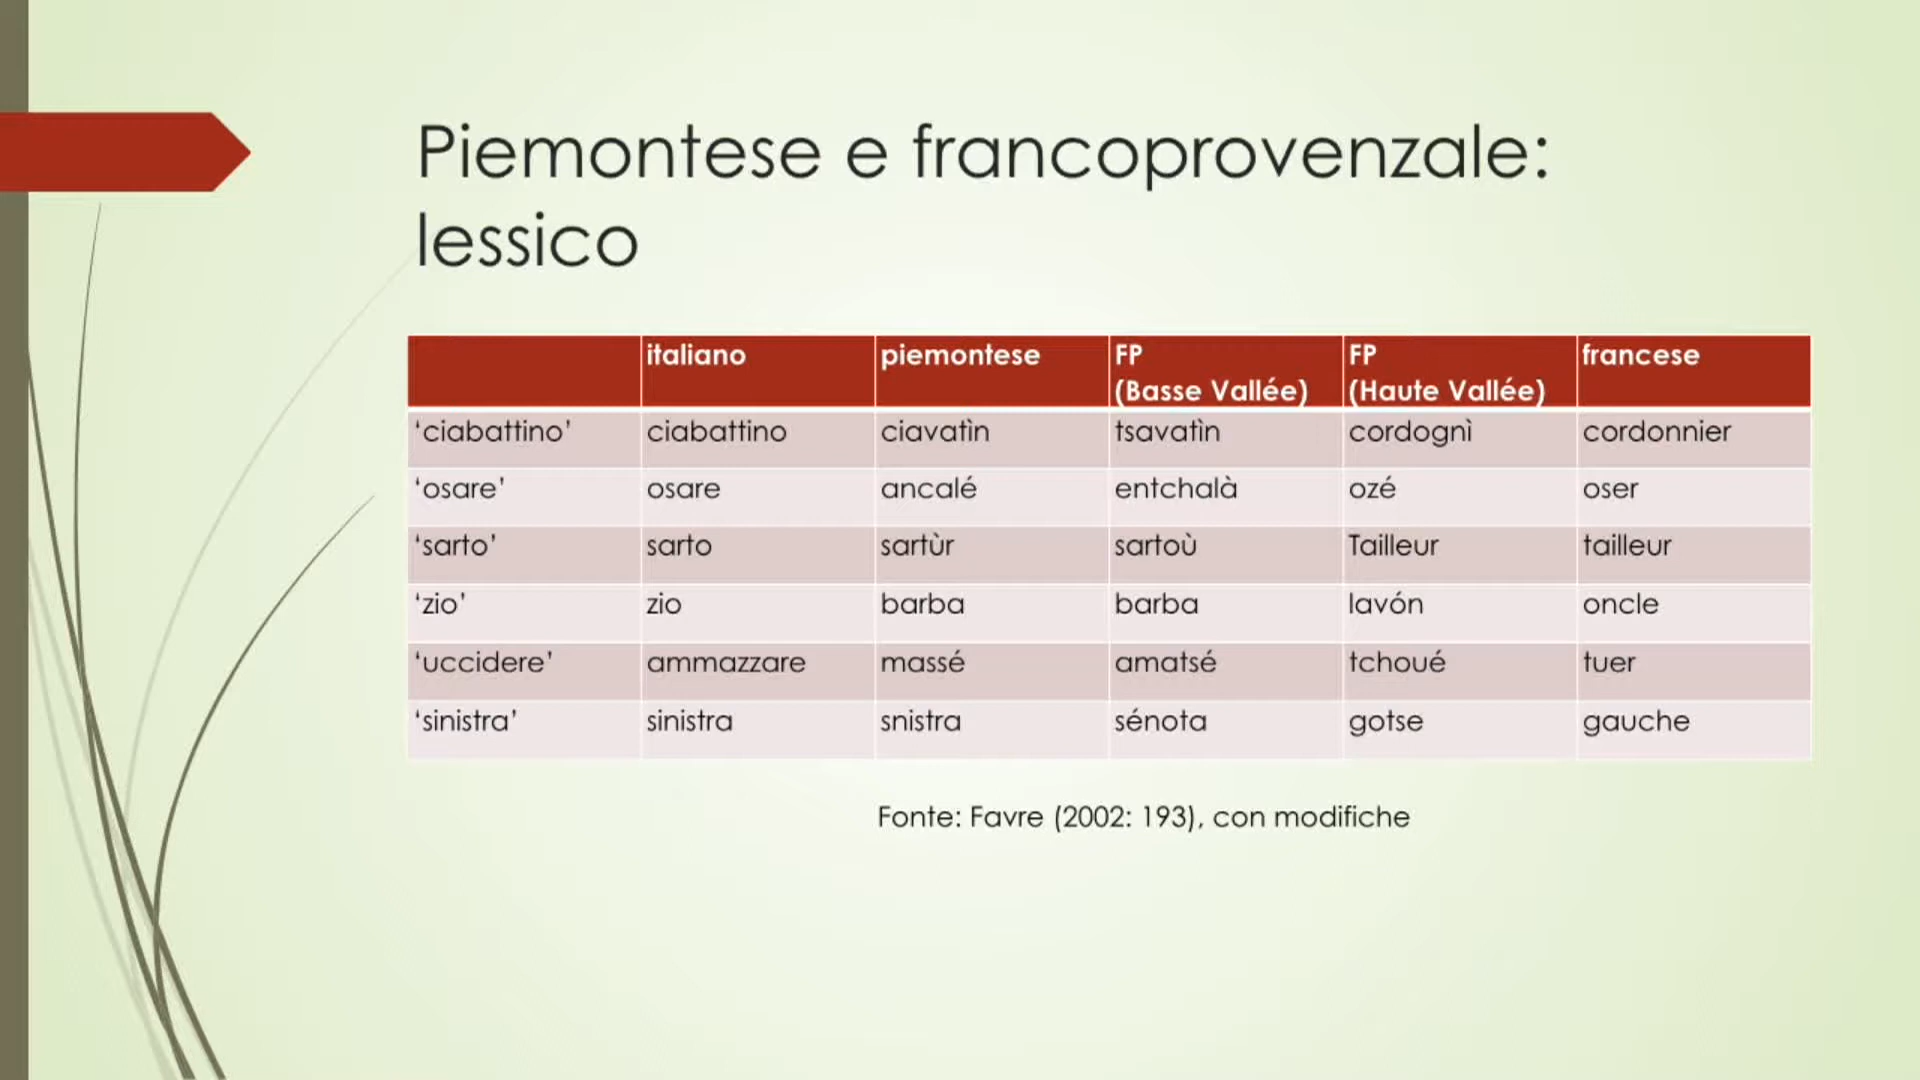 Piemontese e francoprovenzale:
lessico
italiano piemontese FP (Basse Vallée) FP (Haute Vallée) francese
‘ciabattino’ ciabattino ciavatìn tsavatìn cordognì cordonnier
‘osare’ osare ancalé entchalà ozé oser
‘sarto’ sarto sartùr sartoù Tailleur tailleur
‘zio’ zio barba barba lavón oncle
‘uccidere’ ammazzare massé amatsé tchoué tuer
‘sinistra’ sinistra snistra sénota gotse gauche
Fonte: Favre (2002: 193), con modifiche